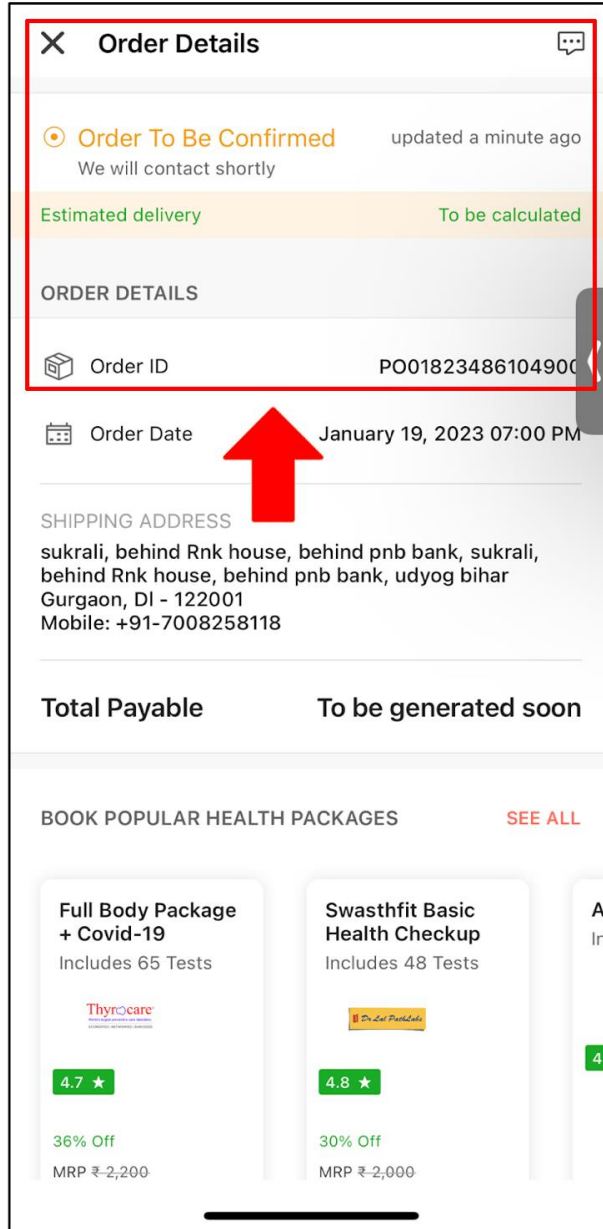 Order Details
Order To Be Confirmed updated a minute ago
We will contact shortly
Estimated delivery To be calculated
ORDER DETAILS
Order ID PO01823486104900
Order Date January 19, 2023 07:00 PM
SHIPPING ADDRESS
sukrali, behind Rnk house, behind pnb bank, sukrali,
behind Rnk house, behind pnb bank, udyog bihar
Gurgaon, Dl - 122001
Mobile: +91-7008258118
Total Payable To be generated soon
BOOK POPULAR HEALTH PACKAGES SEE ALL
Full Body Package
+ Covid-19
Includes 65 Tests
Thyrocare
4.7 ★
36% Off
MRP ₹ 2,200
Swasthfit Basic
Health Checkup
Includes 48 Tests
Dr Lal PathLabs
4.8 ★
30% Off
MRP ₹ 2,000
A
In
4